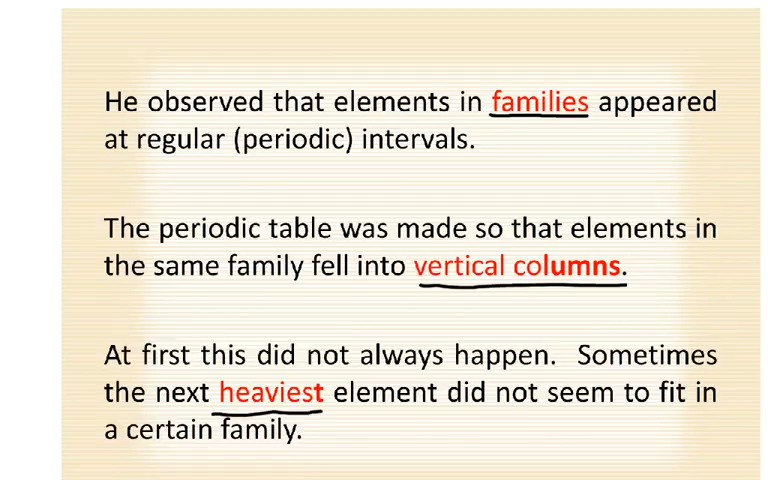 He observed that elements in families appeared
at regular (periodic) intervals.
The periodic table was made so that elements in
the same family fell into vertical columns.
At first this did not always happen.  Sometimes
the next heaviest element did not seem to fit in
a certain family.